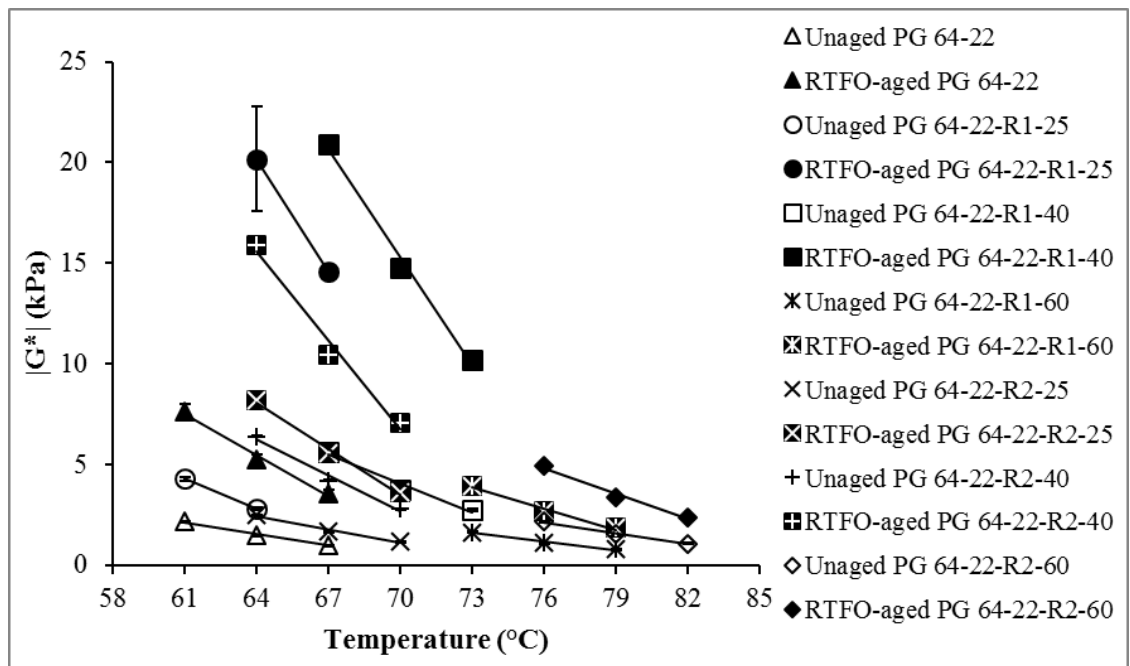 |G*| (kPa)
25
20
15
10
5
0
58 61 64 67 70 73 76 79 82 85
Temperature (°C)
Unaged PG 64-22
RTFO-aged PG 64-22
Unaged PG 64-22-R1-25
RTFO-aged PG 64-22-R1-25
Unaged PG 64-22-R1-40
RTFO-aged PG 64-22-R1-40
Unaged PG 64-22-R1-60
RTFO-aged PG 64-22-R1-60
Unaged PG 64-22-R2-25
RTFO-aged PG 64-22-R2-25
Unaged PG 64-22-R2-40
RTFO-aged PG 64-22-R2-40
Unaged PG 64-22-R2-60
RTFO-aged PG 64-22-R2-60